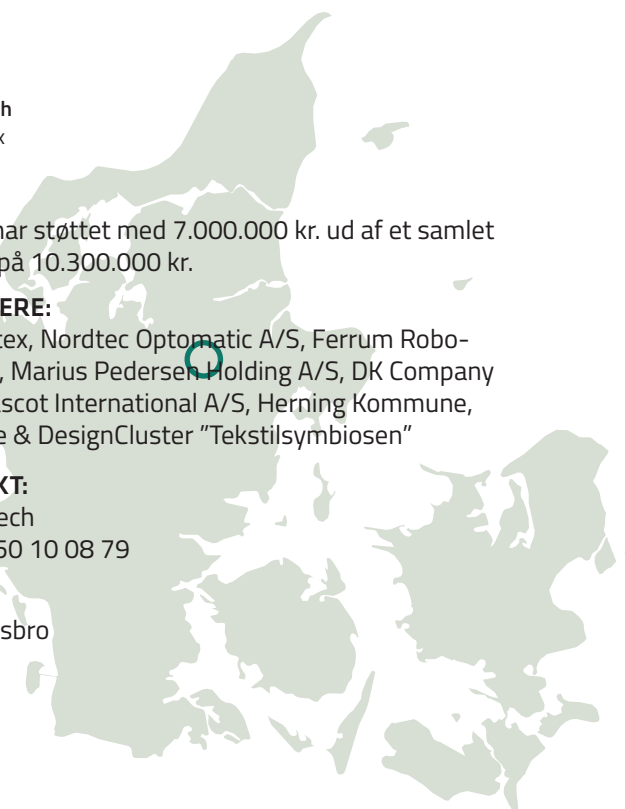 h
x
har støttet med 7.000.000 kr. ud af et samlet
på 10.300.000 kr.
ERE:
tex, Nordtec Optomatic A/S, Ferrum Robo-
, Marius Pedersen Holding A/S, DK Company
ascot International A/S, Herning Kommune,
e & DesignCluster ”Tekstilsymbiosen”
KT:
ech
50 10 08 79
sbro